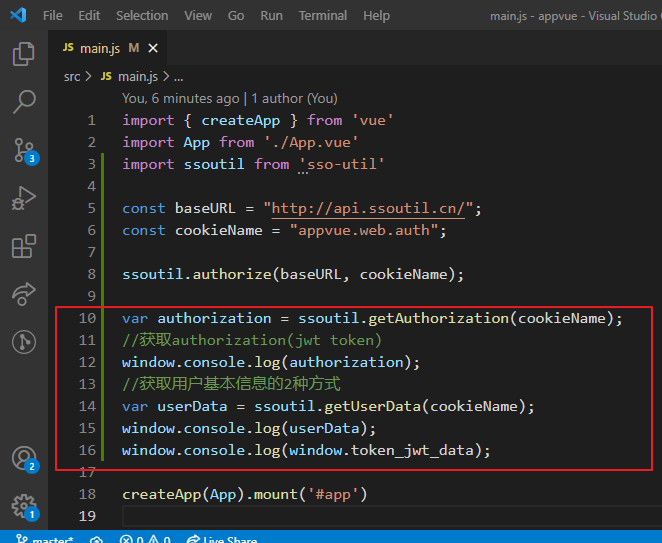 File Edit Selection View Go Run Terminal Help main.js - appvue - Visual Studio
JS main.js M ×
src > JS main.js > ...
You, 6 minutes ago | 1 author (You)
1 import { createApp } from 'vue'
2 import App from './App.vue'
3 import ssoutil from 'sso-util'
4
5 const baseURL = "http://api.ssoutil.cn/";
6 const cookieName = "appvue.web.auth";
7
8 ssoutil.authorize(baseURL, cookieName);
9
10 var authorization = ssoutil.getAuthorization(cookieName);
11 //获取authorization(jwt token)
12 window.console.log(authorization);
13 //获取用户基本信息的2种方式
14 var userData = ssoutil.getUserData(cookieName);
15 window.console.log(userData);
16 window.console.log(window.token_jwt_data);
17
18 createApp(App).mount('#app')
19
3
2
1
master* 0 0 Live Share